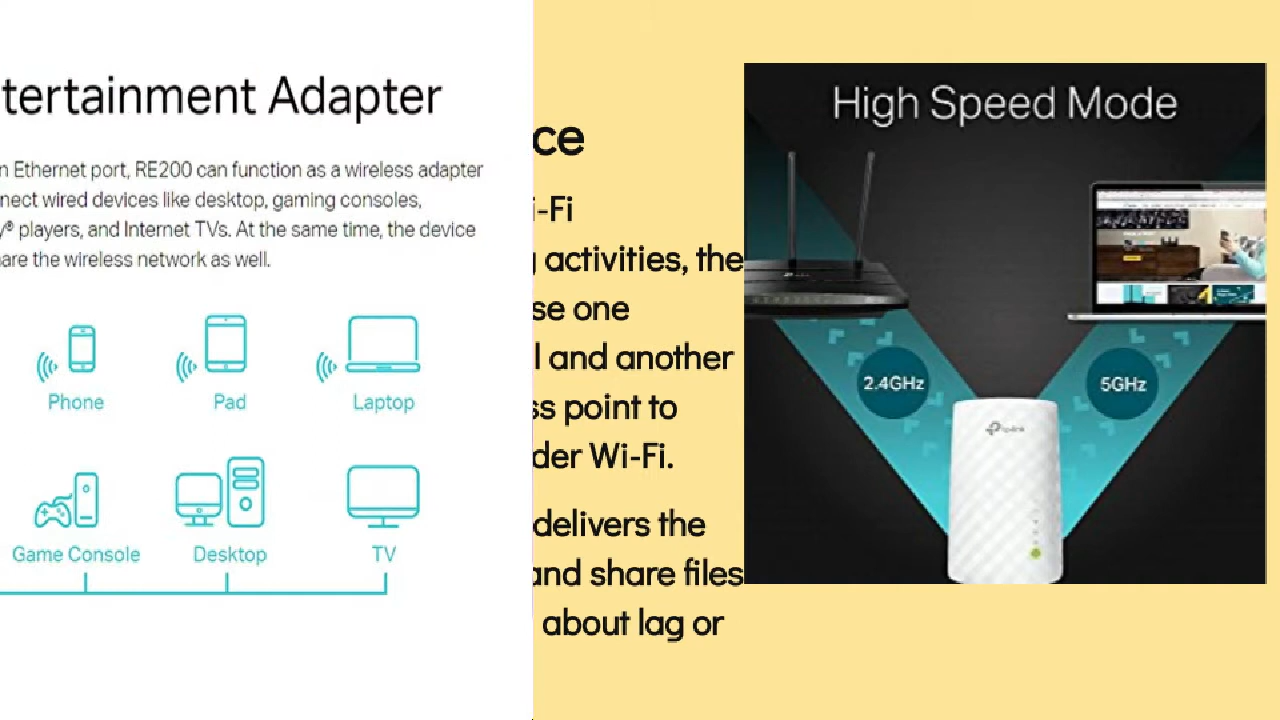 tertainment Adapter
n Ethernet port, RE200 can function as a wireless adapter
nect wired devices like desktop, gaming consoles,
y® players, and Internet TVs. At the same time, the device
are the wireless network as well.
Phone
Pad
Laptop
Game Console
Desktop
TV
ce
i-Fi
g activities, the
se one
l and another
ss point to
der Wi-Fi.
delivers the
and share files
about lag or
High Speed Mode
2.4GHz
5GHz
tp-link